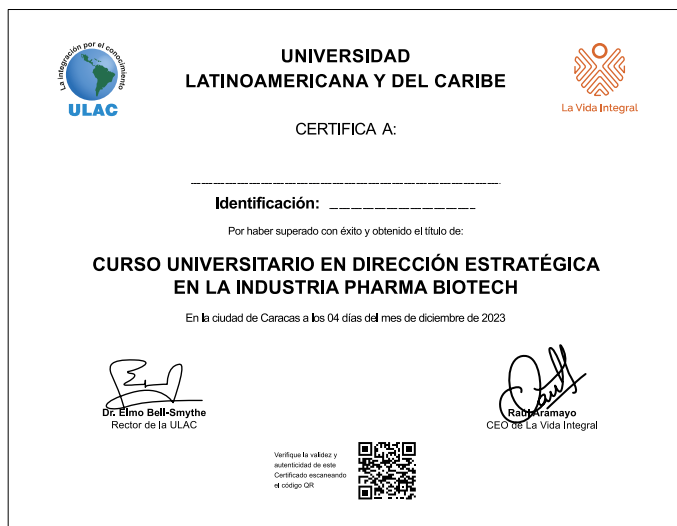 La integración por el conocimiento
ULAC
UNIVERSIDAD
LATINOAMERICANA Y DEL CARIBE
La Vida Integral
CERTIFICA A:
Identificación:
Por haber superado con éxito y obtenido el título de:
CURSO UNIVERSITARIO EN DIRECCIÓN ESTRATÉGICA
EN LA INDUSTRIA PHARMA BIOTECH
En la ciudad de Caracas a los 04 días del mes de diciembre de 2023
Dr. Elmo Bell-Smythe
Rector de la ULAC
Raúl Aramayo
CEO de La Vida Integral
Verifique la validez y
autenticidad de este
Certificado escaneando
el código QR